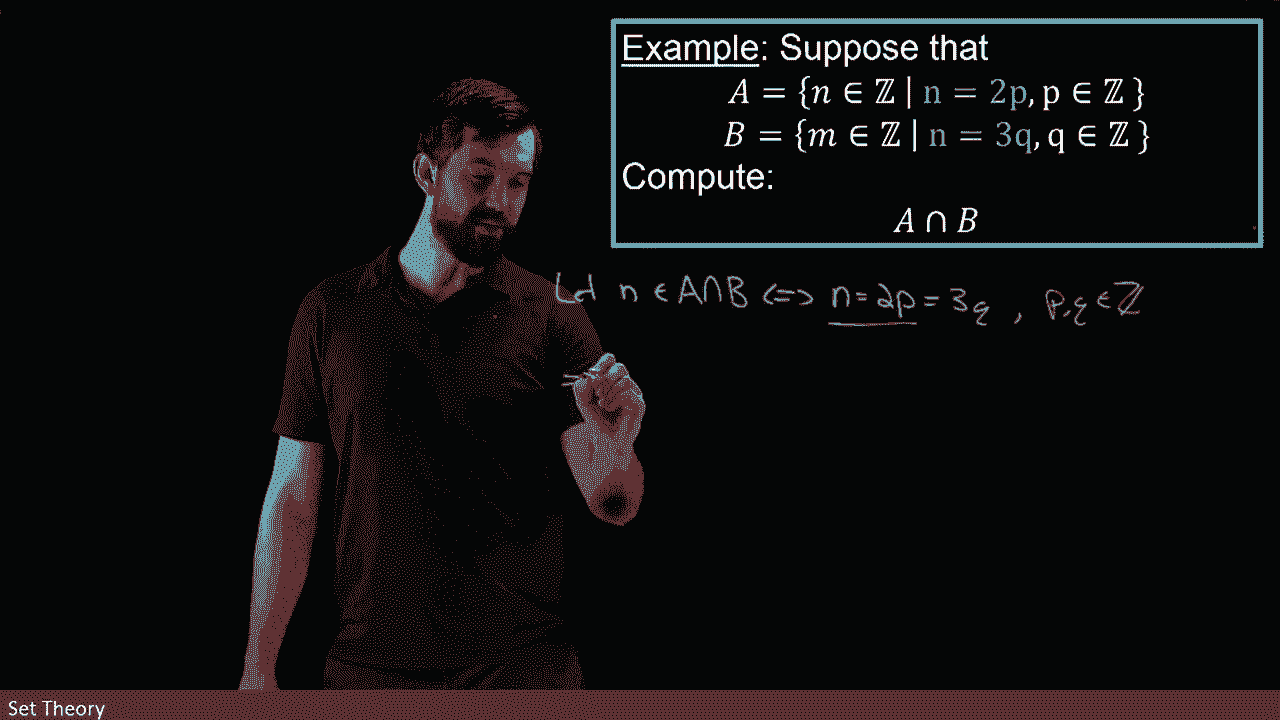 Example: Suppose that
A = {n ∈ ℤ | n = 2p, p ∈ ℤ }
B = {m ∈ ℤ | n = 3q, q ∈ ℤ }
Compute:
A ∩ B
Let n ∈ A∩B ⇔ n = 2p = 3q , p,q ∈ ℤ
Set Theory